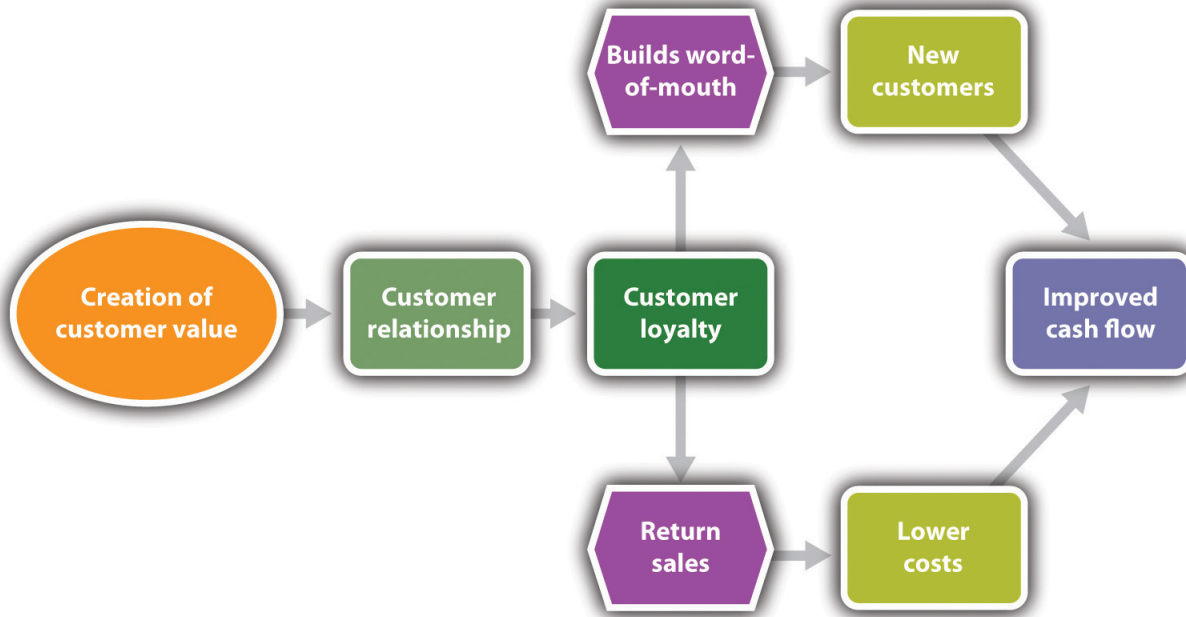 Creation of
customer value
Customer
relationship
Customer
loyalty
Builds word-
of-mouth
New
customers
Return
sales
Lower
costs
Improved
cash flow